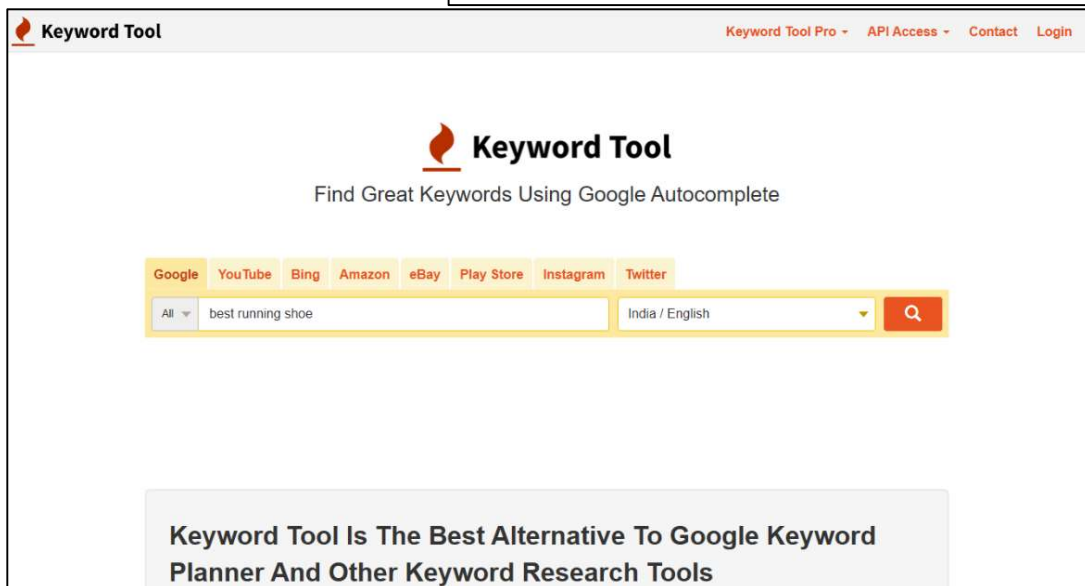 Keyword Tool
Keyword Tool Pro API Access Contact Login
Keyword Tool
Find Great Keywords Using Google Autocomplete
Google YouTube Bing Amazon eBay Play Store Instagram Twitter
All best running shoe India / English
Keyword Tool Is The Best Alternative To Google Keyword
Planner And Other Keyword Research Tools